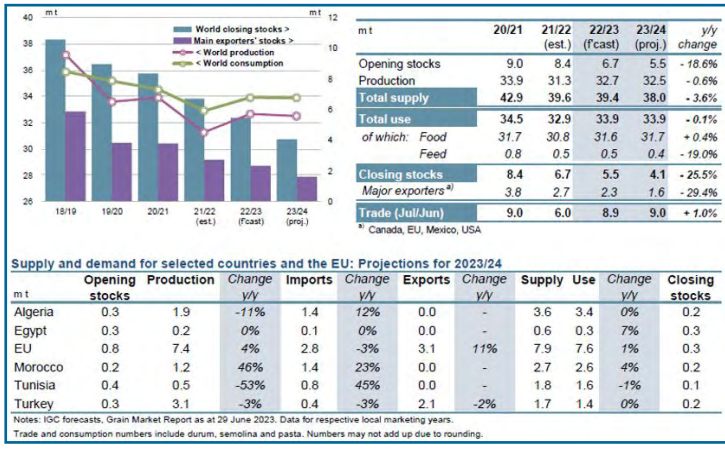 m t
m t
40
38
36
34
32
30
28
26
12
10
8
6
4
2
0
World closing stocks >
Main exporters' stocks >
< World production
< World consumption
18/19
19/20
20/21
21/22 (est.)
22/23 (f'cast)
23/24 (proj.)
m t 20/21 21/22 22/23 23/24 y/y
(est.) (f'cast) (proj.) change
Opening stocks 9.0 8.4 6.7 5.5 - 18.6%
Production 33.9 31.3 32.7 32.5 - 0.6%
Total supply 42.9 39.6 39.4 38.0 - 3.6%
Total use 34.5 32.9 33.9 33.9 - 0.1%
of which: Food 31.7 30.8 31.6 31.7 + 0.4%
Feed 0.8 0.5 0.5 0.4 - 19.0%
Closing stocks 8.4 6.7 5.5 4.1 - 25.5%
Major exporters a) 3.8 2.7 2.3 1.6 - 29.4%
Trade (Jul/Jun) 9.0 6.0 8.9 9.0 + 1.0%
a) Canada, EU, Mexico, USA
Supply and demand for selected countries and the EU: Projections for 2023/24
Opening Production Change Imports Change Exports Change Supply Use Change Closing
m t stocks y/y y/y y/y y/y stocks
Algeria 0.3 1.9 -11% 1.4 12% 0.0 - 3.6 3.4 0% 0.2
Egypt 0.3 0.2 0% 0.1 0% 0.0 - 0.6 0.3 7% 0.3
EU 0.8 7.4 4% 2.8 -3% 3.1 11% 7.9 7.6 1% 0.3
Morocco 0.2 1.2 46% 1.4 23% 0.0 - 2.7 2.6 4% 0.2
Tunisia 0.4 0.5 -53% 0.8 45% 0.0 - 1.8 1.6 -1% 0.1
Turkey 0.3 3.1 -3% 0.4 -3% 2.1 -2% 1.7 1.4 0% 0.2
Notes: IGC forecasts, Grain Market Report as at 29 June 2023. Data for respective local marketing years.
Trade and consumption numbers include durum, semolina and pasta. Numbers may not add up due to rounding.